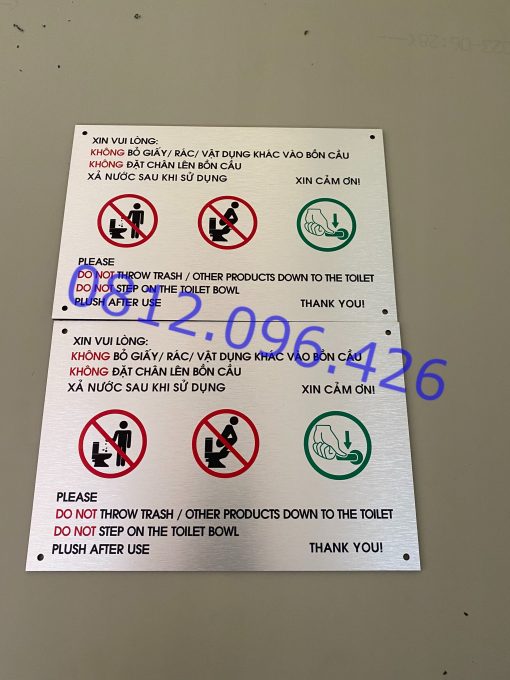 XIN VUI LÒNG:
KHÔNG BỎ GIẤY/ RÁC/ VẬT DỤNG KHÁC VÀO BỒN CẦU
KHÔNG ĐẶT CHÂN LÊN BỒN CẦU
XẢ NƯỚC SAU KHI SỬ DỤNG XIN CẢM ƠN!
PLEASE
DO NOT THROW TRASH / OTHER PRODUCTS DOWN TO THE TOILET
DO NOT STEP ON THE TOILET BOWL
PLUSH AFTER USE THANK YOU!
0812.096.426
XIN VUI LÒNG:
KHÔNG BỎ GIẤY/ RÁC/ VẬT DỤNG KHÁC VÀO BỒN CẦU
KHÔNG ĐẶT CHÂN LÊN BỒN CẦU
XẢ NƯỚC SAU KHI SỬ DỤNG XIN CẢM ƠN!
PLEASE
DO NOT THROW TRASH / OTHER PRODUCTS DOWN TO THE TOILET
DO NOT STEP ON THE TOILET BOWL
PLUSH AFTER USE THANK YOU!